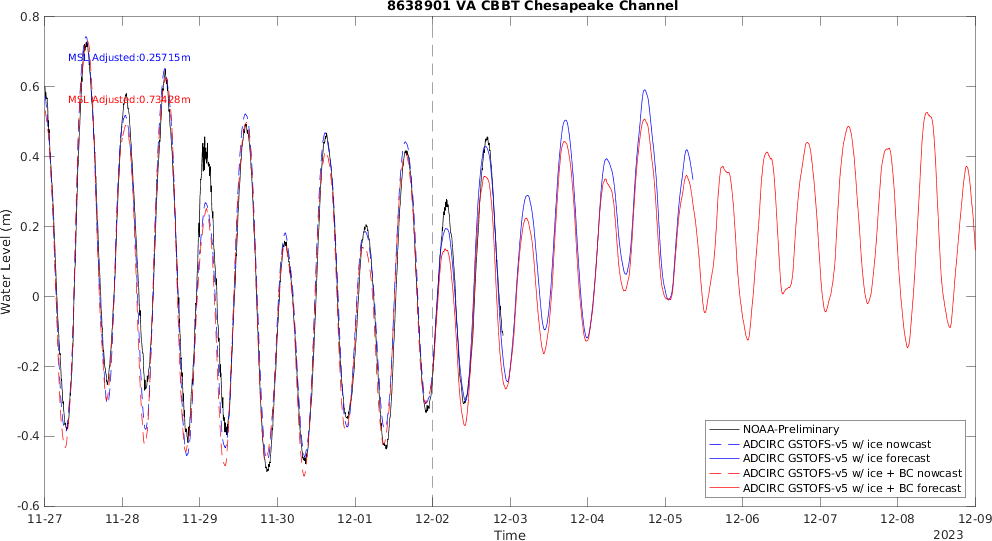 8638901 VA CBBT Chesapeake Channel
0.8
0.6
0.4
0.2
0
-0.2
-0.4
-0.6
Water Level (m)
MSL Adjusted:0.25715m
MSL Adjusted:0.73428m
NOAA-Preliminary
ADCIRC GSTOFS-v5 w/ ice nowcast
ADCIRC GSTOFS-v5 w/ ice forecast
ADCIRC GSTOFS-v5 w/ ice + BC nowcast
ADCIRC GSTOFS-v5 w/ ice + BC forecast
11-27 11-28 11-29 11-30 12-01 12-02 12-03 12-04 12-05 12-06 12-07 12-08 12-09
Time
2023